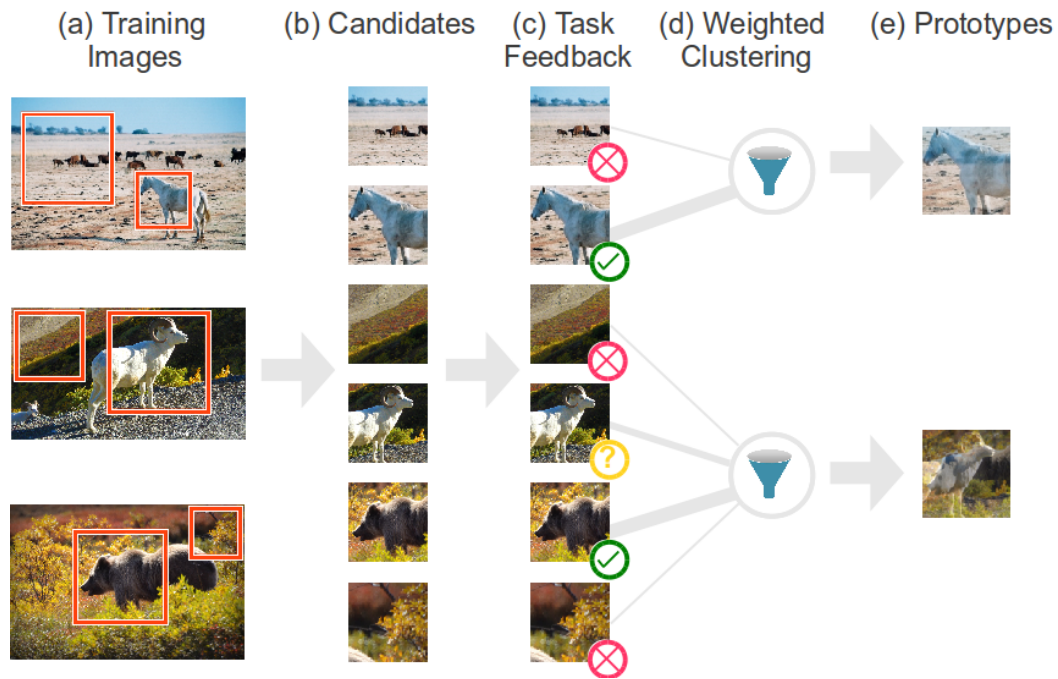 (a) Training
Images
(b) Candidates
(c) Task
Feedback
(d) Weighted
Clustering
(e) Prototypes
?